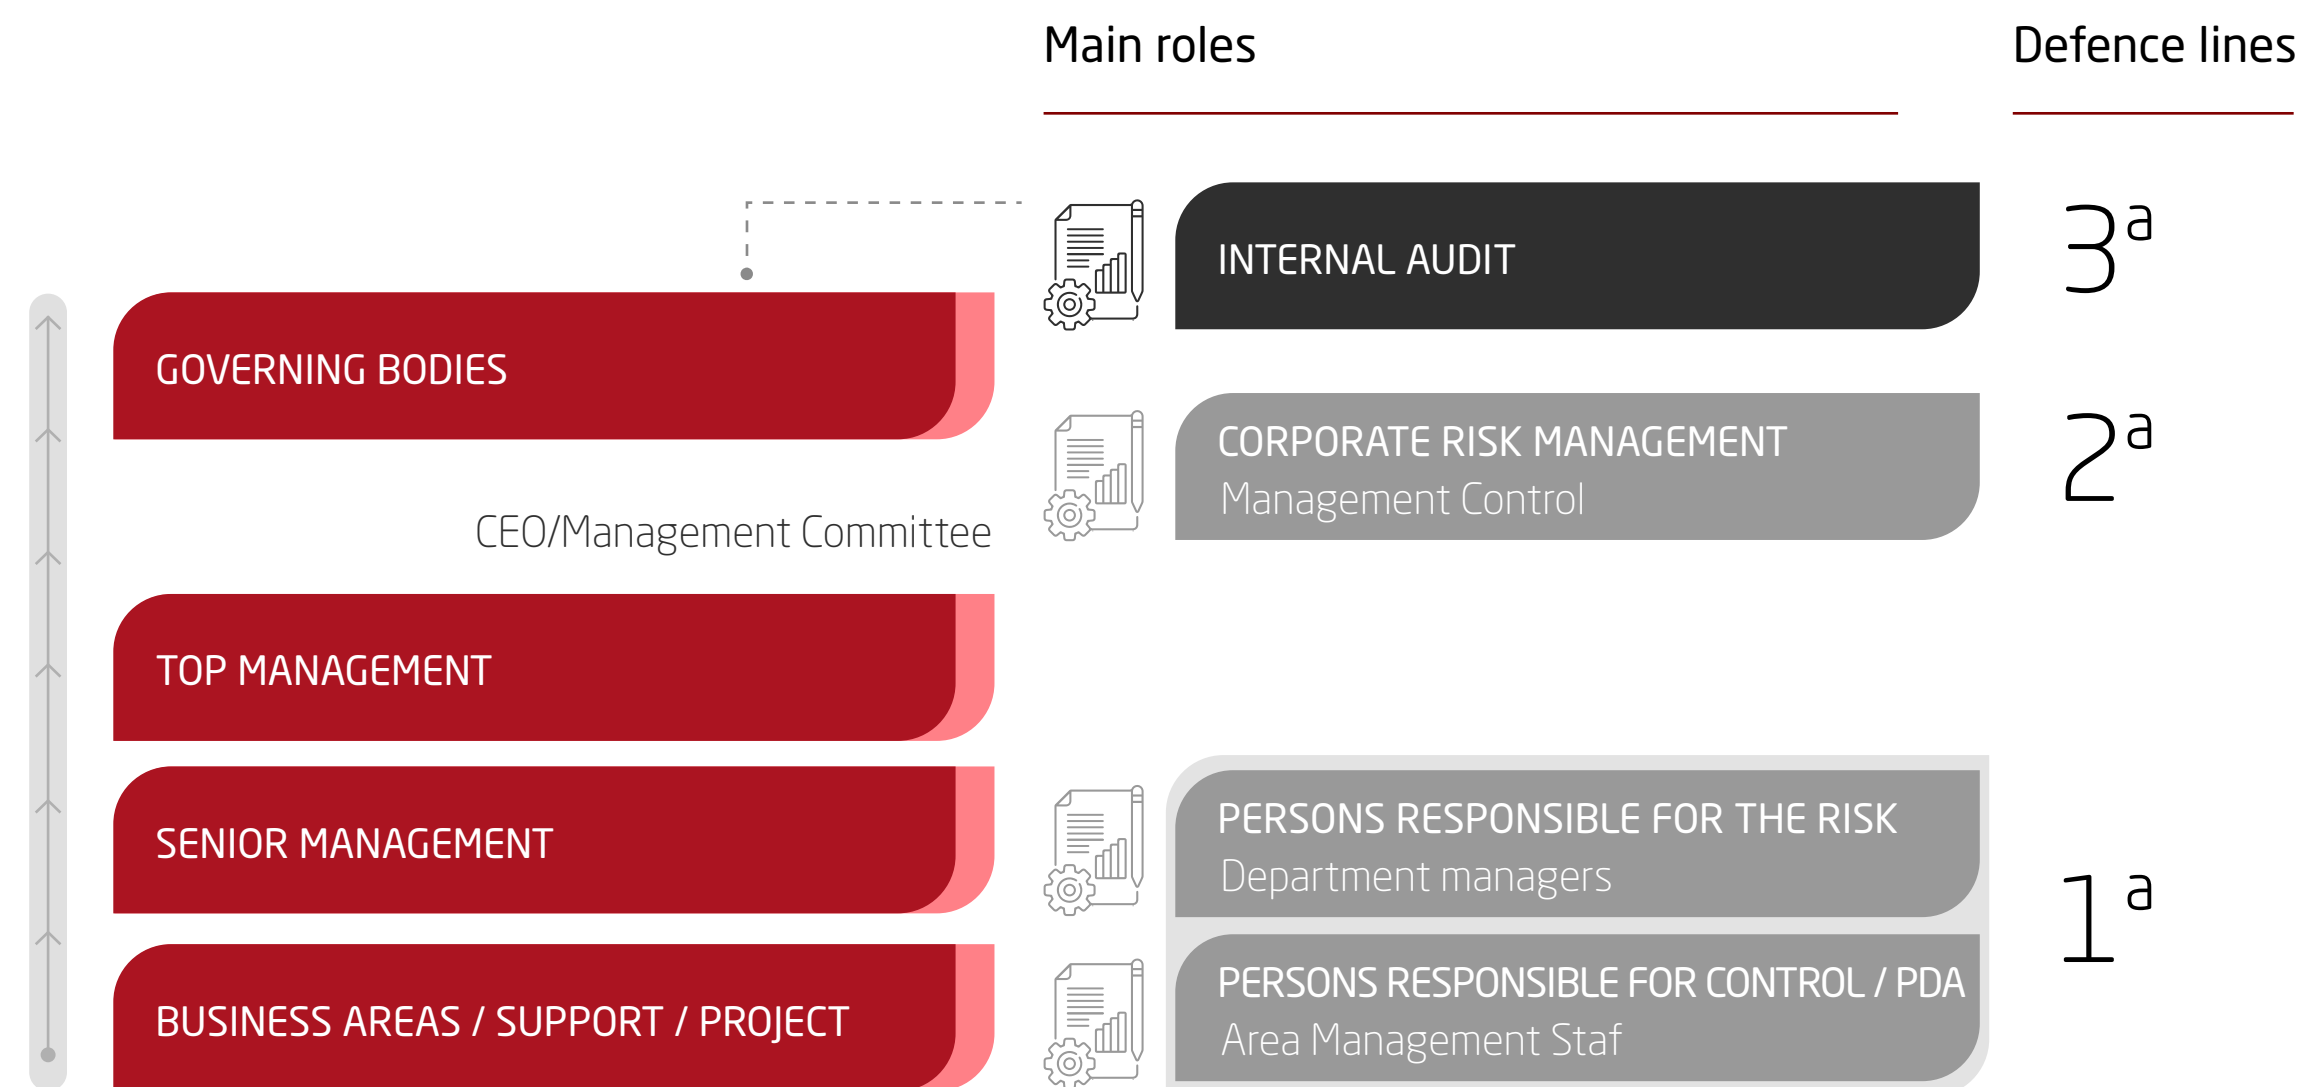 Main roles
Defence lines
INTERNAL AUDIT
3ª
GOVERNING BODIES
CORPORATE RISK MANAGEMENT
Management Control
2ª
CEO/Management Committee
TOP MANAGEMENT
SENIOR MANAGEMENT
PERSONS RESPONSIBLE FOR THE RISK
Department managers
1ª
BUSINESS AREAS / SUPPORT / PROJECT
PERSONS RESPONSIBLE FOR CONTROL / PDA
Area Management Staf